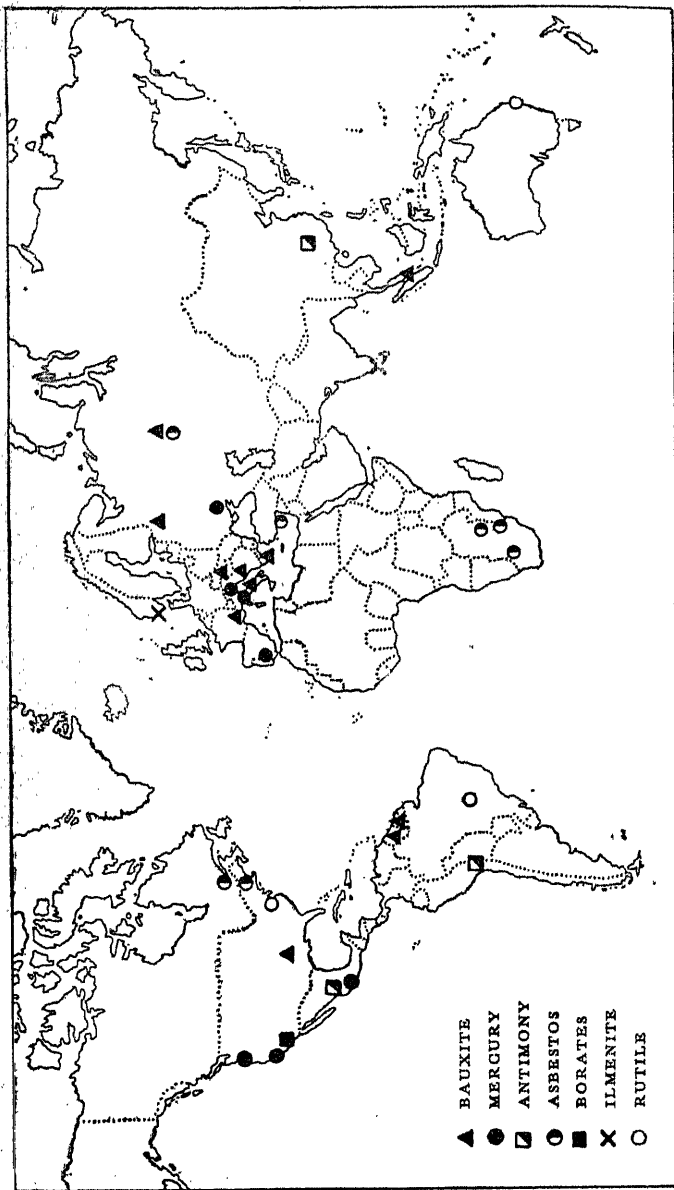 BAUXITE
MERCURY
ANTIMONY
ASBESTOS
BORATES
ILMENITE
RUTILE